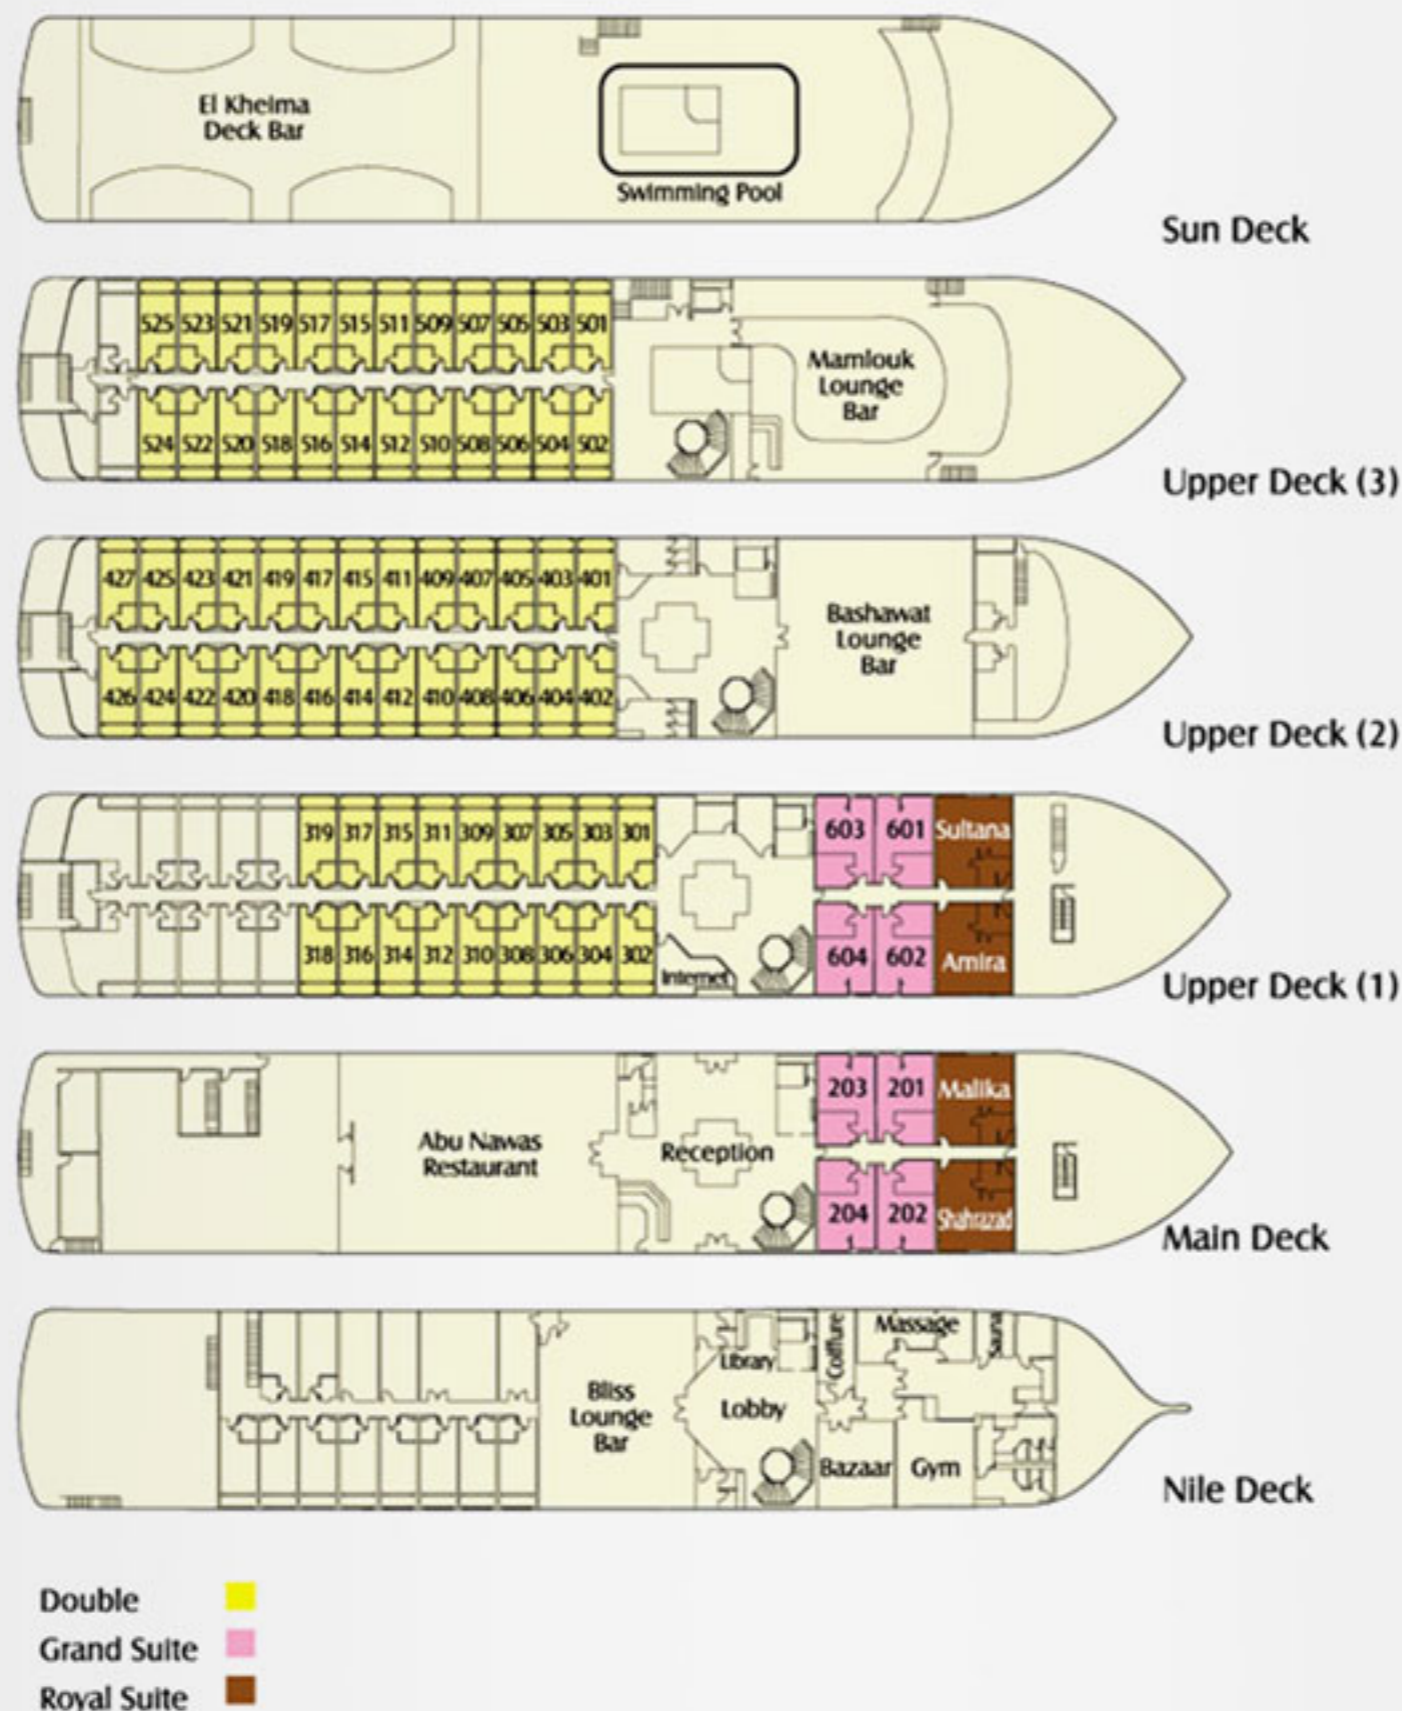 El Kheima
Deck Bar
Swimming Pool
Sun Deck
525 523 521 519 517 515 511 509 507 505 503 501
Mamlouk
Lounge
Bar
524 522 520 518 516 514 512 510 508 506 504 502
Upper Deck (3)
427 425 423 421 419 417 415 411 409 407 405 403 401
Bashawat
Lounge
Bar
426 424 422 420 418 416 414 412 410 408 406 404 402
Upper Deck (2)
319 317 315 311 309 307 305 303 301
603 601 Sultana
318 316 314 312 310 308 306 304 302
Internet
604 602 Amira
Upper Deck (1)
203 201 Malika
Abu Nawas
Restaurant
Reception
204 202 Shahrazad
Main Deck
Massage
Sauna
Coiffure
Library
Bliss
Lounge
Bar
Lobby
Bazaar
Gym
Nile Deck
Double
Grand Suite
Royal Suite